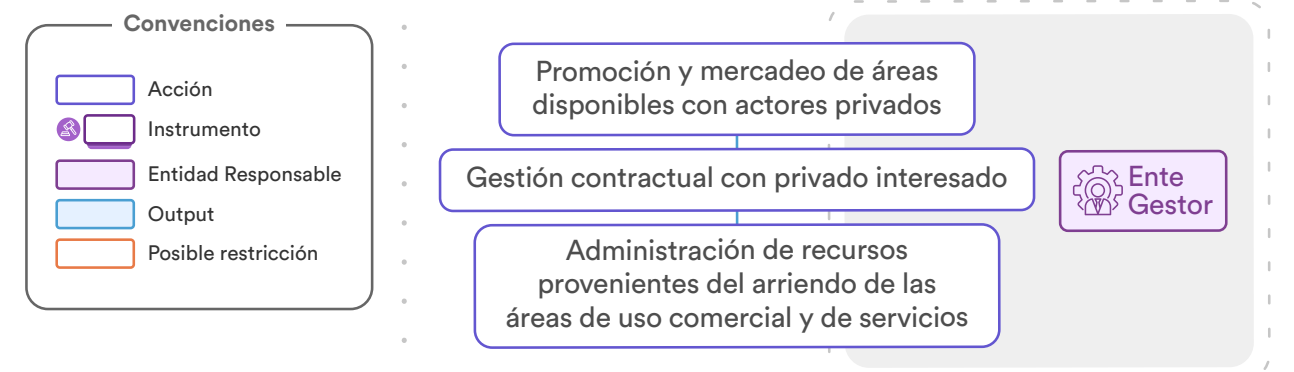 Convenciones
Acción
Instrumento
Entidad Responsable
Output
Posible restricción
Promoción y mercadeo de áreas
disponibles con actores privados
Gestión contractual con privado interesado
Administración de recursos
provenientes del arriendo de las
áreas de uso comercial y de servicios
Ente
Gestor